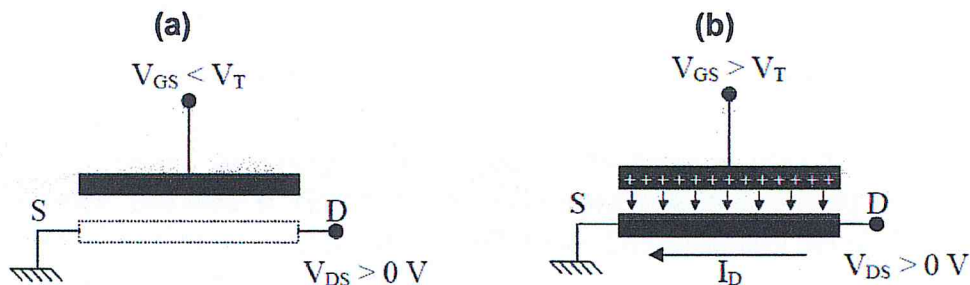 (a)
V_GS < V_T
S
D
V_DS > 0 V
(b)
V_GS > V_T
+ + + + + + + + + + +
S
D
I_D
V_DS > 0 V